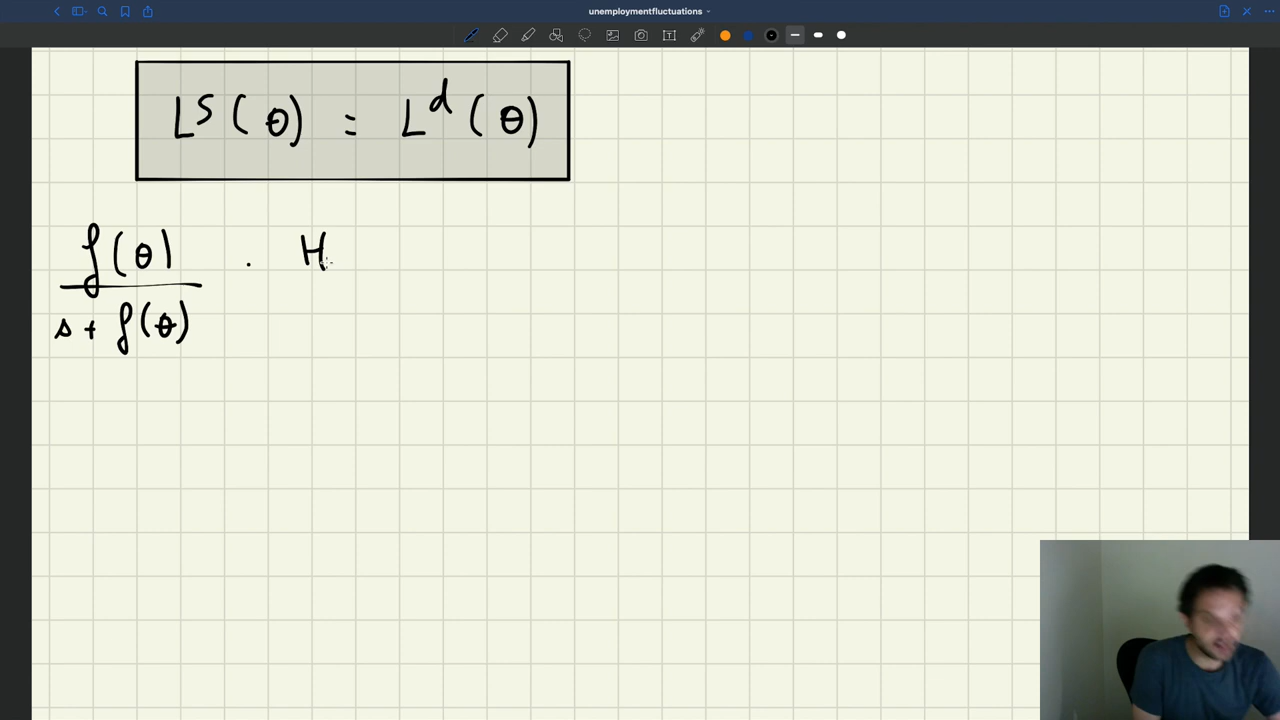 unemploymentfluctuations
L^S (θ) = L^d (θ)
f(θ) . H
s + f(θ)